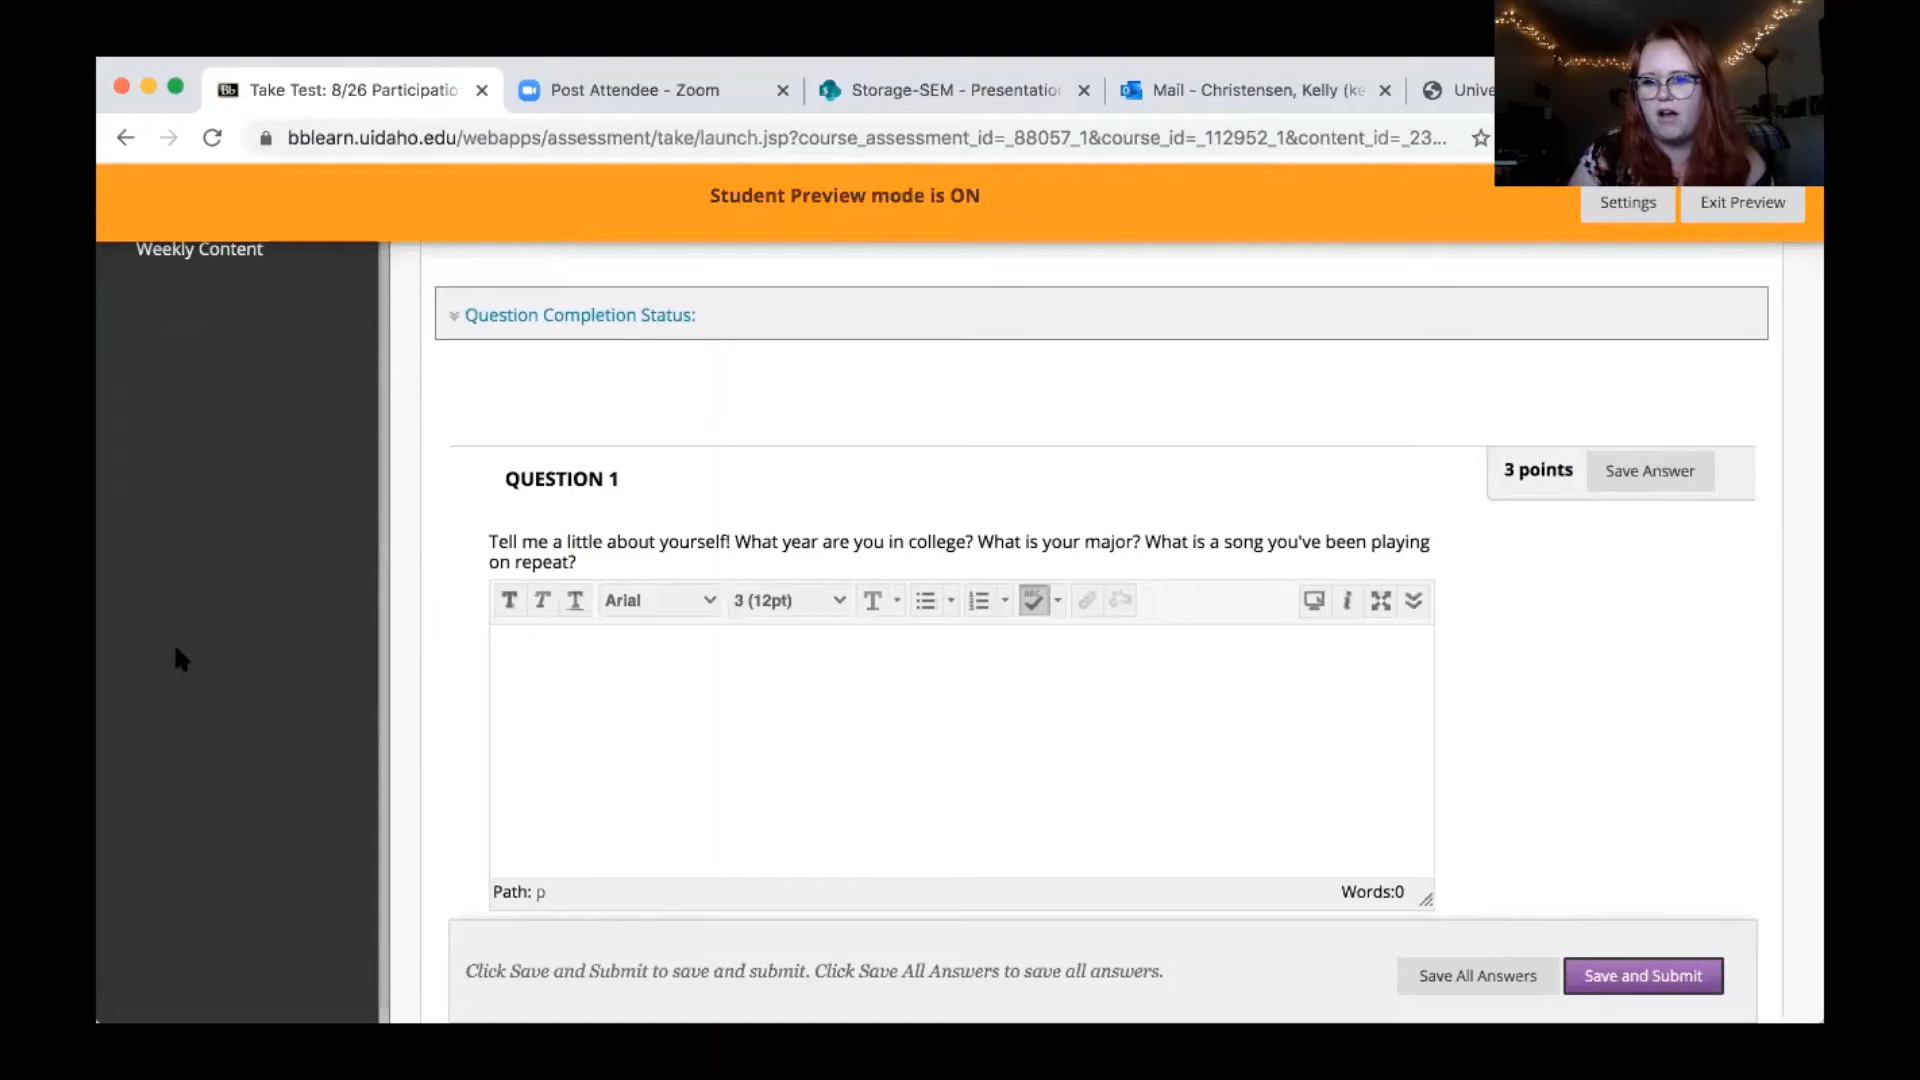 Take Test: 8/26 Participatio
Post Attendee - Zoom
Storage-SEM - Presentation
Mail - Christensen, Kelly (ke
Unive
bblearn.uidaho.edu/webapps/assessment/take/launch.jsp?course_assessment_id=_88057_1&course_id=_112952_1&content_id=_23...
Student Preview mode is ON
Settings
Exit Preview
Weekly Content
Question Completion Status:
QUESTION 1
3 points
Save Answer
Tell me a little about yourself! What year are you in college? What is your major? What is a song you've been playing
on repeat?
T T T Arial 3 (12pt) T
ABC
i
Path: p
Words:0
Click Save and Submit to save and submit. Click Save All Answers to save all answers.
Save All Answers
Save and Submit